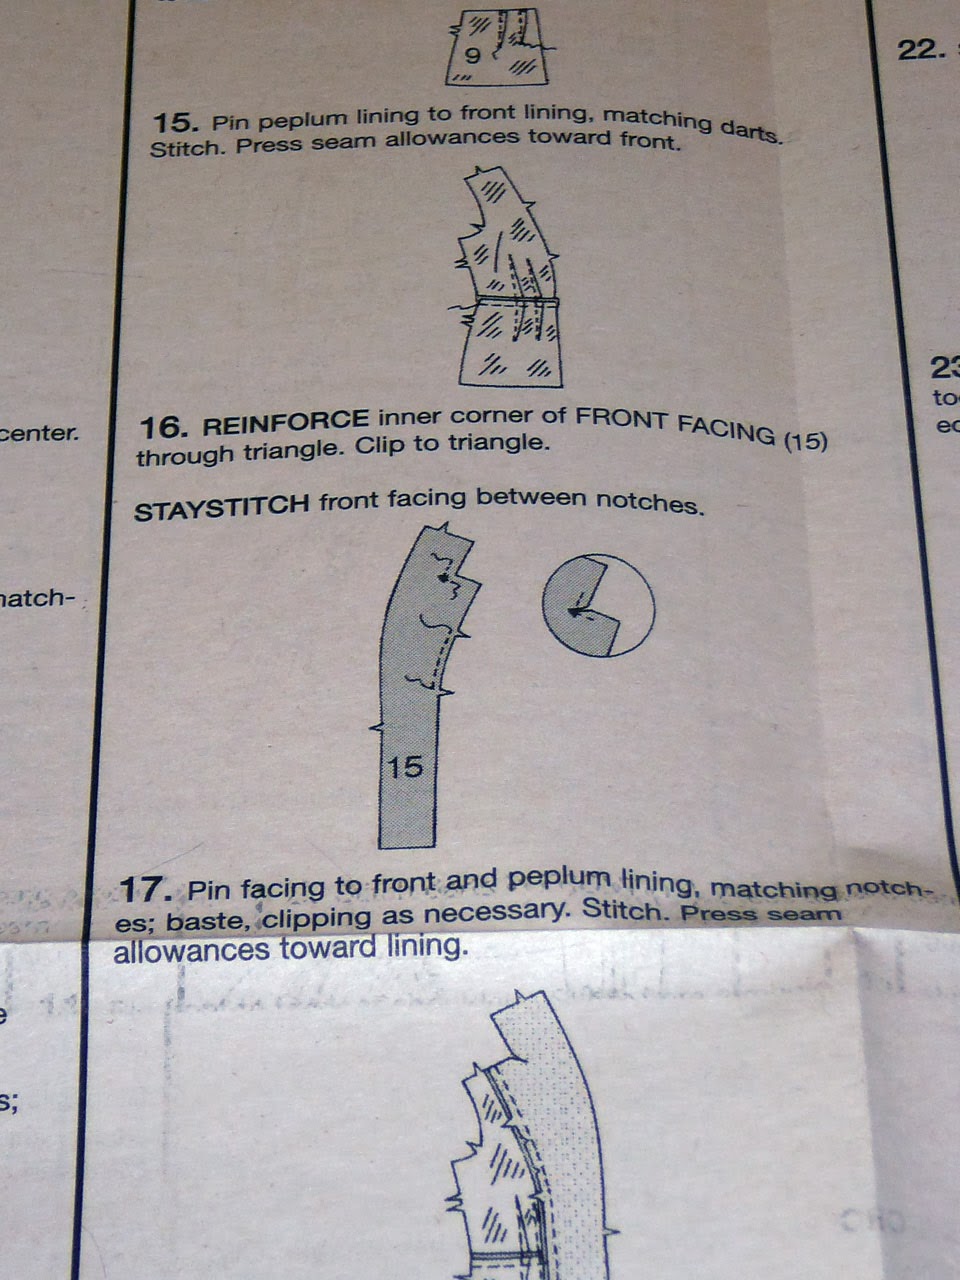 9
15. Pin peplum lining to front lining, matching darts.
Stitch. Press seam allowances toward front.
16. REINFORCE inner corner of FRONT FACING (15)
through triangle. Clip to triangle.
STAYSTITCH front facing between notches.
15
17. Pin facing to front and peplum lining, matching notch-
es; baste, clipping as necessary. Stitch. Press seam
allowances toward lining.
center.
s;
22.
23
to